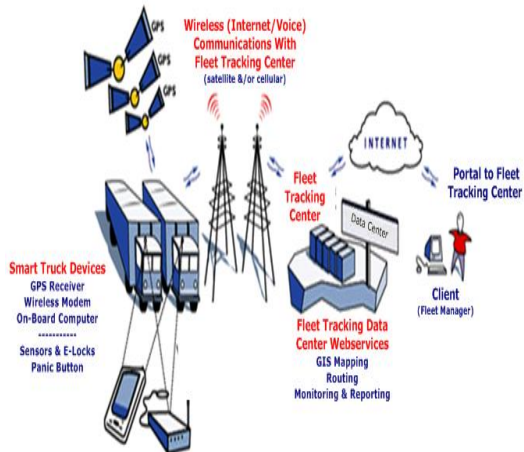 GPS
GPS
GPS
Wireless (Internet/Voice)
Communications With
Fleet Tracking Center
(satellite &/or cellular)
INTERNET
Portal to Fleet
Tracking Center
Fleet
Tracking
Center
Data Center
Smart Truck Devices
GPS Receiver
Wireless Modem
On-Board Computer
-----------
Sensors & E-Locks
Panic Button
Client
(Fleet Manager)
Fleet Tracking Data
Center Webservices
GIS Mapping
Routing
Monitoring & Reporting